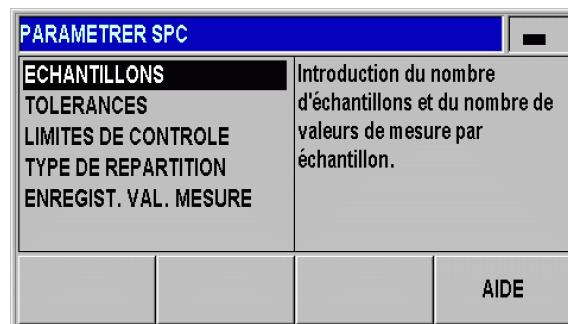 PARAMETRER SPC
ECHANTILLONS
TOLERANCES
LIMITES DE CONTROLE
TYPE DE REPARTITION
ENREGIST. VAL. MESURE
Introduction du nombre
d'échantillons et du nombre de
valeurs de mesure par
échantillon.
AIDE